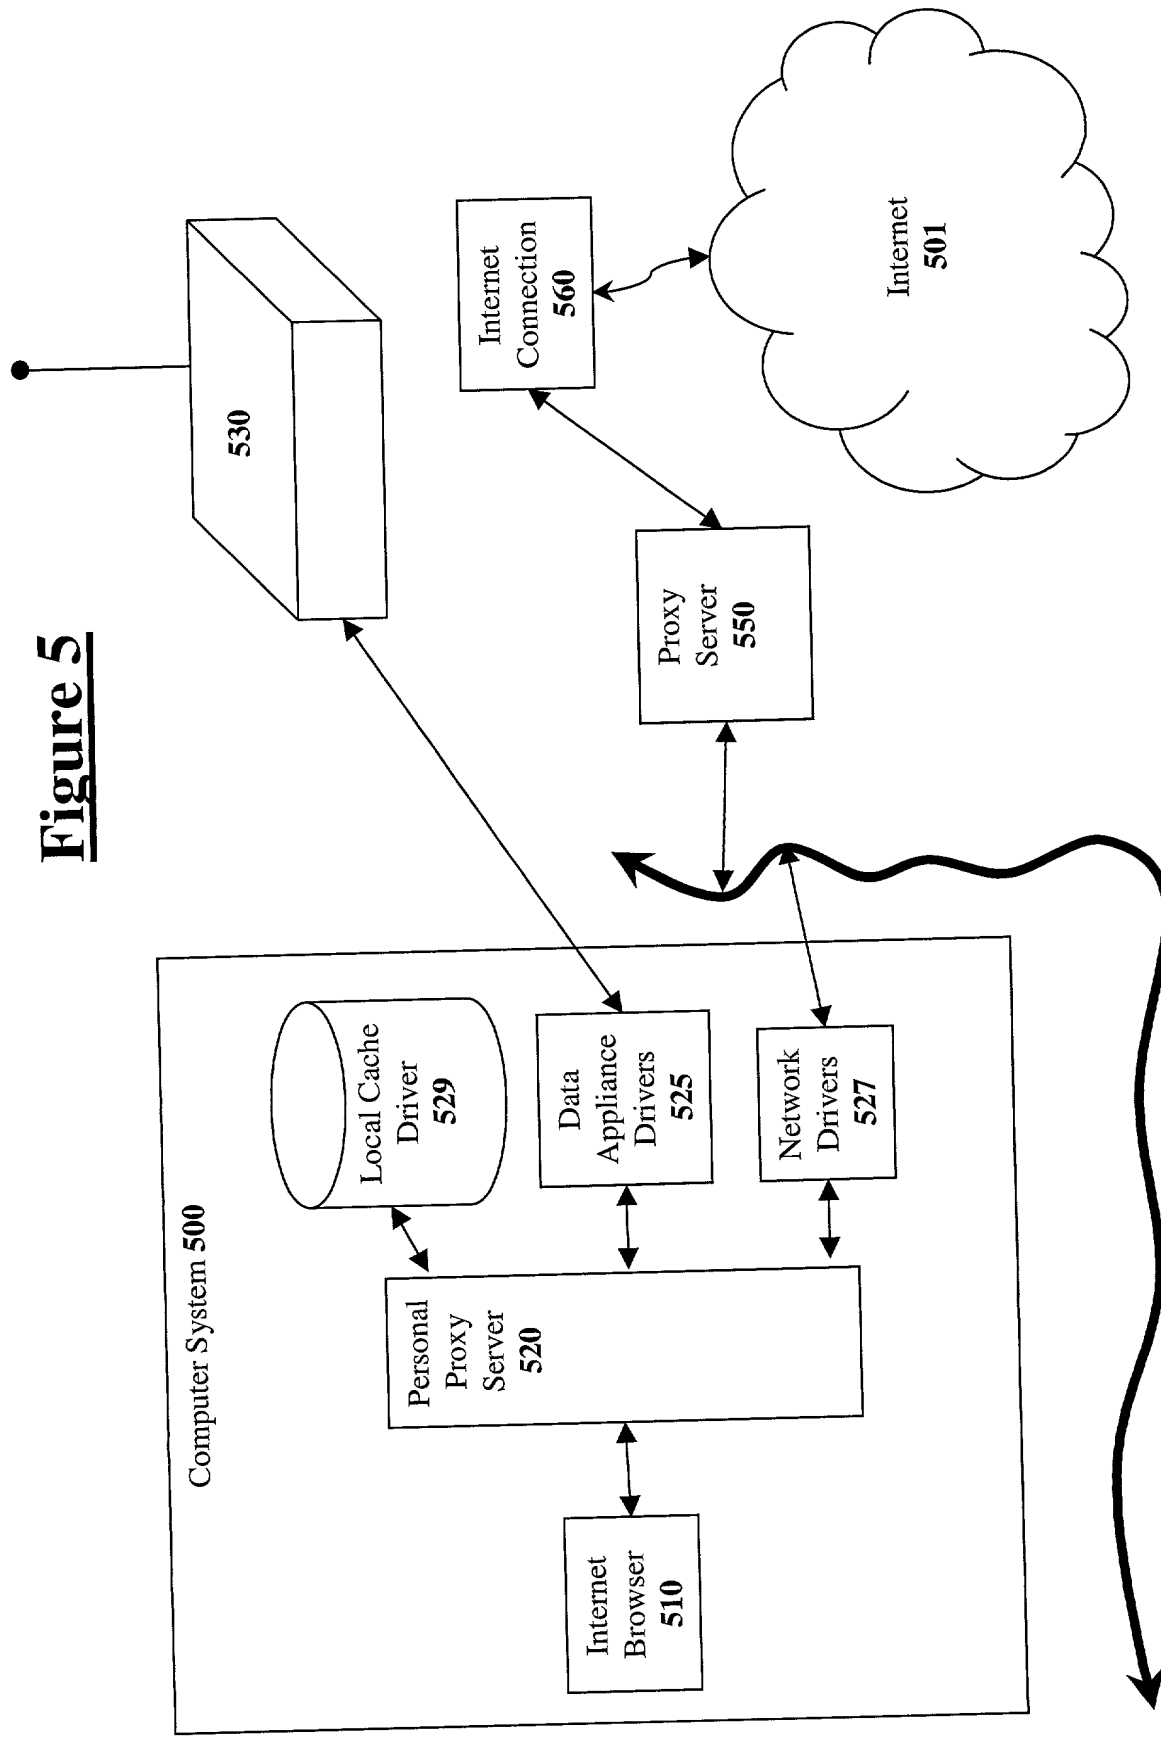 Figure 5
Computer System 500
Internet
Browser
510
Personal
Proxy
Server
520
Local Cache
Driver
529
Data
Appliance
Drivers
525
Network
Drivers
527
530
Proxy
Server
550
Internet
Connection
560
Internet
501